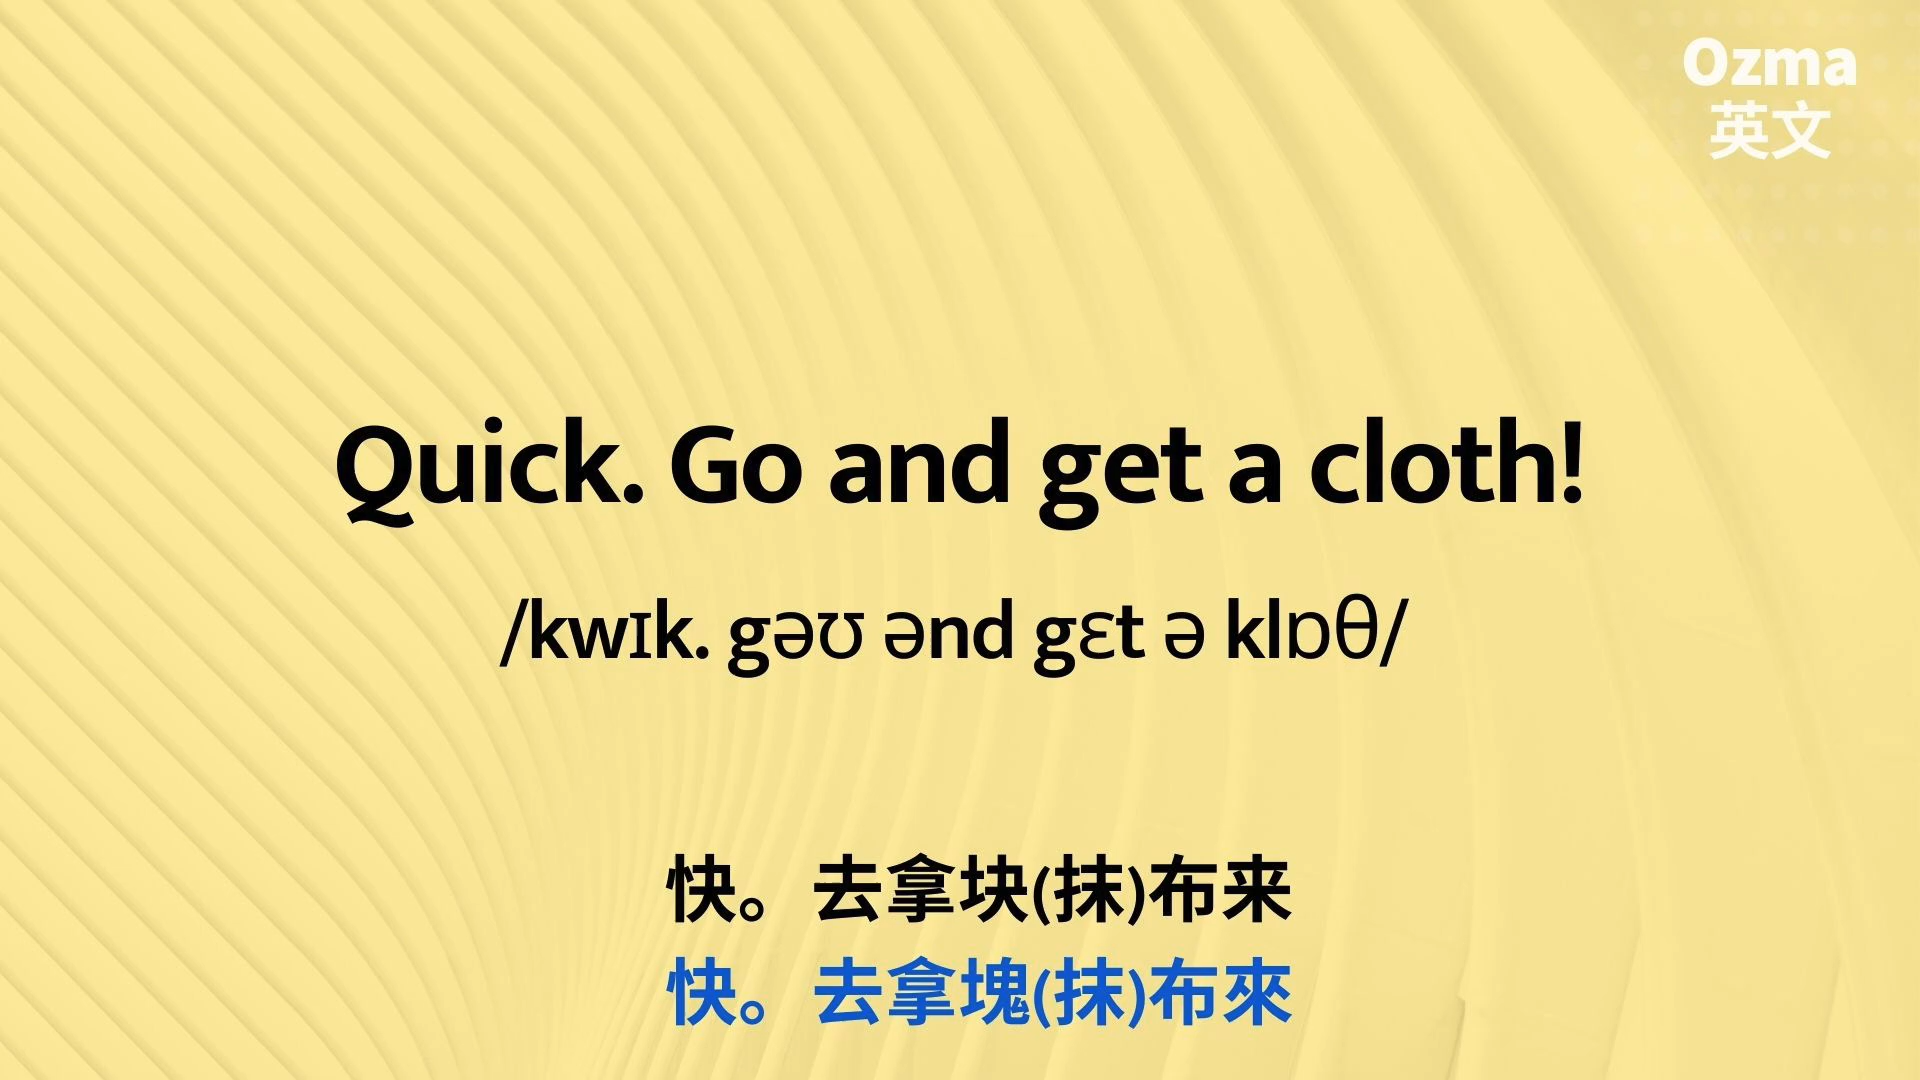 Ozma
英文
Quick. Go and get a cloth!
/kwɪk. gəʊ ənd gɛt ə klɒθ/
快。去拿块(抹)布来
快。去拿塊(抹)布來